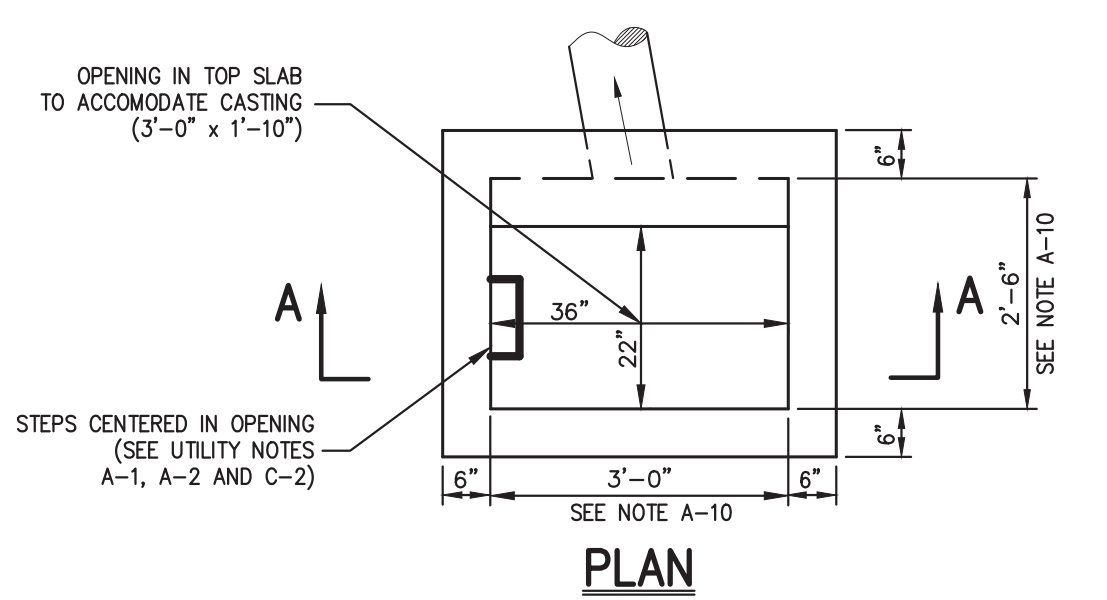 OPENING IN TOP SLAB
TO ACCOMODATE CASTING
(3'-0" x 1'-10")
6"
A
36"
22"
A
2'-6"
SEE NOTE A-10
STEPS CENTERED IN OPENING
(SEE UTILITY NOTES
A-1, A-2 AND C-2)
6"
6"
3'-0"
6"
SEE NOTE A-10
PLAN